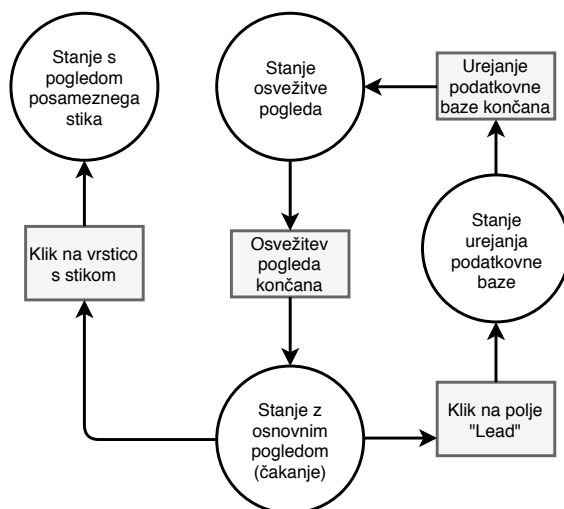 Stanje s
pogledom
posameznega
stika
Stanje
osvežitve
pogleda
Urejanje
podatkovne
baze končana
Klik na vrstico
s stikom
Osvežitev
pogleda
končana
Stanje
urejanja
podatkovne
baze
Stanje z
osnovnim
pogledom
(čakanje)
Klik na polje
"Lead"